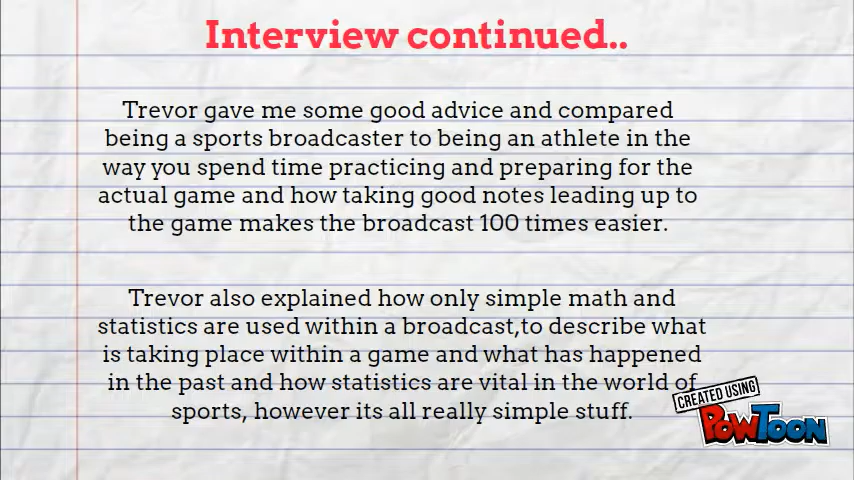 Interview continued..
Trevor gave me some good advice and compared
being a sports broadcaster to being an athlete in the
way you spend time practicing and preparing for the
actual game and how taking good notes leading up to
the game makes the broadcast 100 times easier.
Trevor also explained how only simple math and
statistics are used within a broadcast,to describe what
is taking place within a game and what has happened
in the past and how statistics are vital in the world of
sports, however its all really simple stuff.
CREATED USING
POWTOON